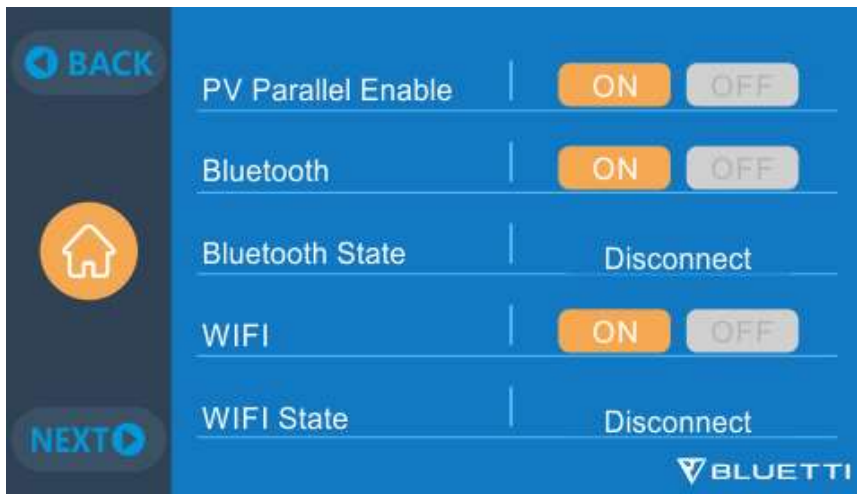 BACK
PV Parallel Enable ON OFF
Bluetooth ON OFF
Bluetooth State Disconnect
WIFI ON OFF
WIFI State Disconnect
NEXT
BLUETTI